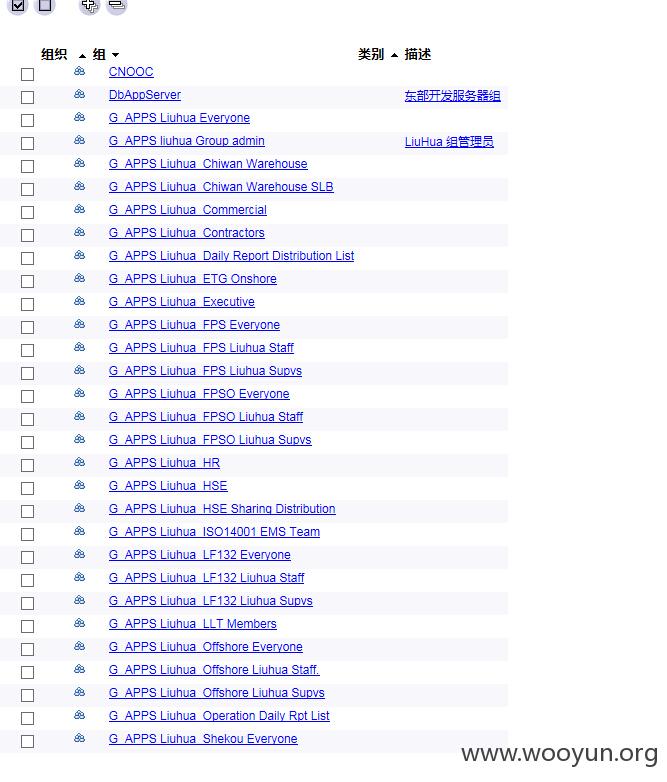 组织 组 类别 描述
CNOOC
DbAppServer 东部开发服务器组
G_APPS Liuhua Everyone
G_APPS liuhua Group admin LiuHua 组管理员
G_APPS Liuhua_Chiwan Warehouse
G_APPS Liuhua_Chiwan Warehouse SLB
G_APPS Liuhua_Commercial
G_APPS Liuhua_Contractors
G_APPS Liuhua_Daily Report Distribution List
G_APPS Liuhua_ETG Onshore
G_APPS Liuhua_Executive
G_APPS Liuhua_FPS Everyone
G_APPS Liuhua_FPS Liuhua Staff
G_APPS Liuhua_FPS Liuhua Supvs
G_APPS Liuhua_FPSO Everyone
G_APPS Liuhua_FPSO Liuhua Staff
G_APPS Liuhua_FPSO Liuhua Supvs
G_APPS Liuhua_HR
G_APPS Liuhua_HSE
G_APPS Liuhua_HSE Sharing Distribution
G_APPS Liuhua_ISO14001 EMS Team
G_APPS Liuhua_LF132 Everyone
G_APPS Liuhua_LF132 Liuhua Staff
G_APPS Liuhua_LF132 Liuhua Supvs
G_APPS Liuhua_LLT Members
G_APPS Liuhua_Offshore Everyone
G_APPS Liuhua_Offshore Liuhua Staff.
G_APPS Liuhua_Offshore Liuhua Supvs
G_APPS Liuhua_Operation Daily Rpt List
G_APPS Liuhua_Shekou Everyone
www.wooyun.org